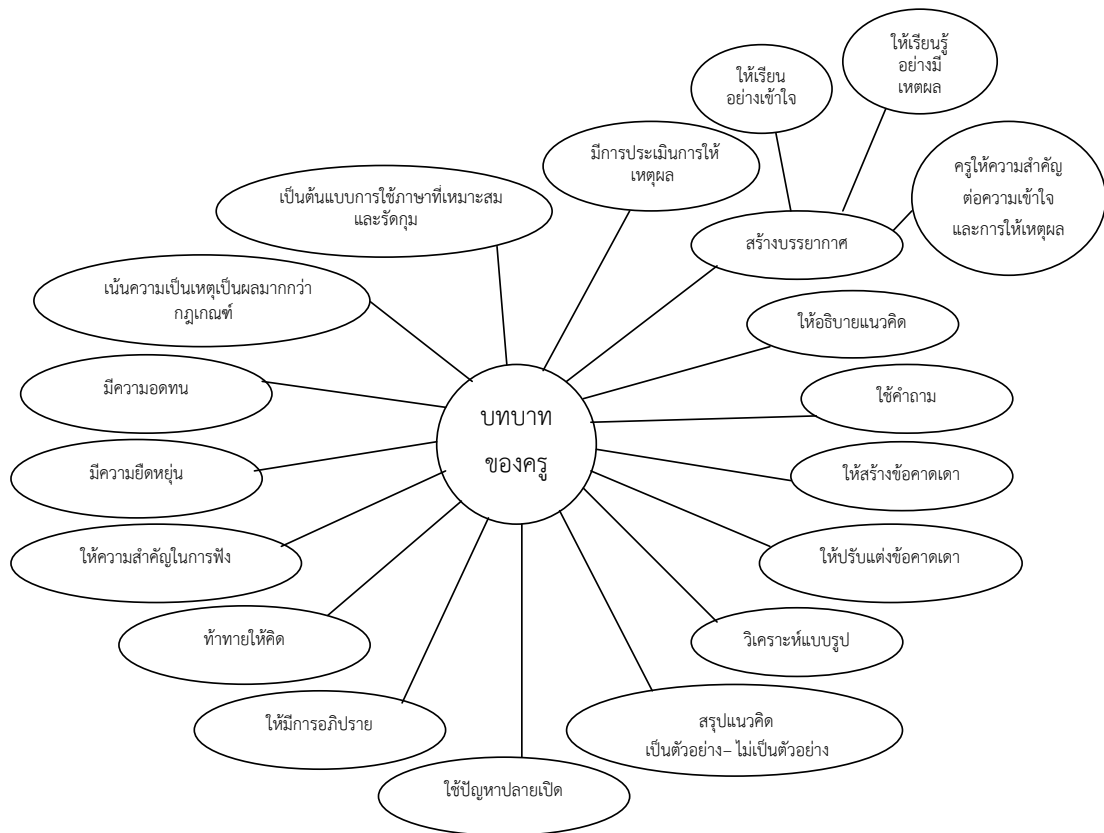 ให้เรียนรู้
อย่างมี
เหตผล
ให้เรียน
อย่างเข้าใจ
ครูให้ความสำคัญ
ต่อความเข้าใจ
และการให้เหตุผล
มีการประเมินการให้
เหตุผล
เป็นต้นแบบการใช้ภาษาที่เหมาะสม
และรัดกุม
สร้างบรรยากาศ
เน้นความเป็นเหตุเป็นผลมากกว่า
กฎเกณฑ์
ให้อธิบายแนวคิด
มีความอดทน
ใช้คำถาม
บทบาท
ของครู
มีความยืดหยุ่น
ให้สร้างข้อคาดเดา
ให้ความสำคัญในการฟัง
ให้ปรับแต่งข้อคาดเดา
ท้าทายให้คิด
วิเคราะห์แบบรูป
ให้มีการอภิปราย
สรุปแนวคิด
เป็นตัวอย่าง– ไม่เป็นตัวอย่าง
ใช้ปัญหาปลายเปิด